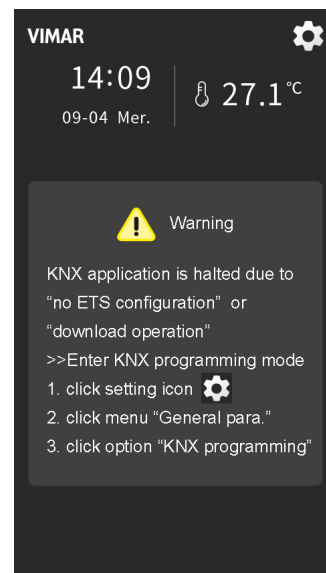 VIMAR
14:09
09-04 Mer.
27.1℃
Warning
KNX application is halted due to
“no ETS configuration” or
“download operation”
>>Enter KNX programming mode
1. click setting icon
2. click menu “General para.”
3. click option “KNX programming”